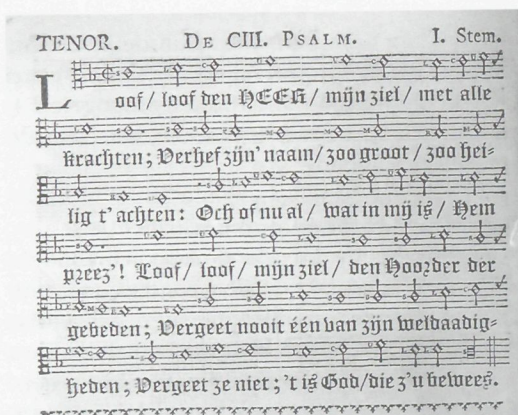 TENOR. DE CIII. PSALM. I. Stem.
Loof/ loof den HEER/ mijn ziel/ met alle
krachten; Verhef zijn' naam/ zoo groot/ zoo hei-
lig t'achten: Och of nu al/ wat in mij is/ Hem
preez'! Loof/ loof/ mijn ziel/ den Hoorder der
gebeden; Vergeet nooit één van zijn weldaadig-
heden; Vergeet ze niet; 't is God/ die z'u bewees.